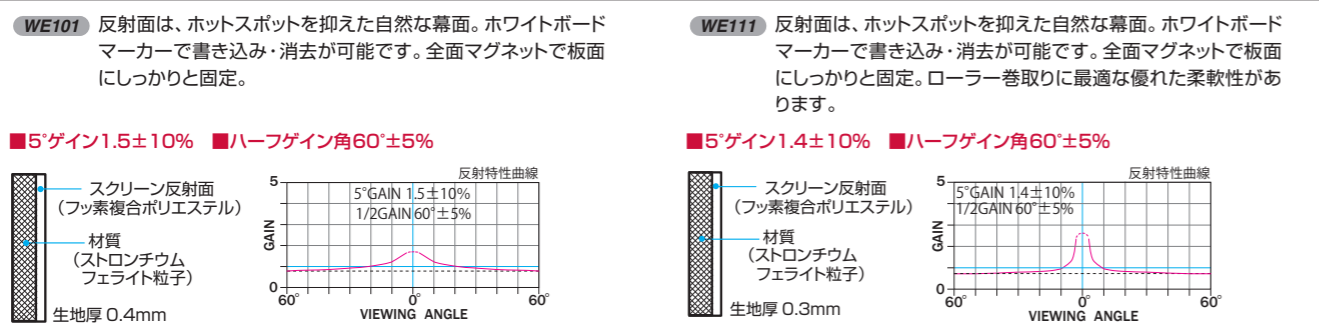 WE101 反射面は、ホットスポットを抑えた自然な幕面。ホワイトボード
マーカーで書き込み・消去が可能です。全面マグネットで板面
にしっかりと固定。
■5°ゲイン1.5±10% ■ハーフゲイン角60°±5%
スクリーン反射面
(フッ素複合ポリエステル)
材質
(ストロンチウム
フェライト粒子)
生地厚 0.4mm
反射特性曲線
5
5°GAIN 1.5±10%
1/2GAIN 60°±5%
GAIN
0
60° 0° 60°
VIEWING ANGLE
WE111 反射面は、ホットスポットを抑えた自然な幕面。ホワイトボード
マーカーで書き込み・消去が可能です。全面マグネットで板面
にしっかりと固定。ローラー巻取りに最適な優れた柔軟性があ
ります。
■5°ゲイン1.4±10% ■ハーフゲイン角60°±5%
スクリーン反射面
(フッ素複合ポリエステル)
材質
(ストロンチウム
フェライト粒子)
生地厚 0.3mm
反射特性曲線
5
5°GAIN 1.4±10%
1/2GAIN 60°±5%
GAIN
0
60° 0° 60°
VIEWING ANGLE